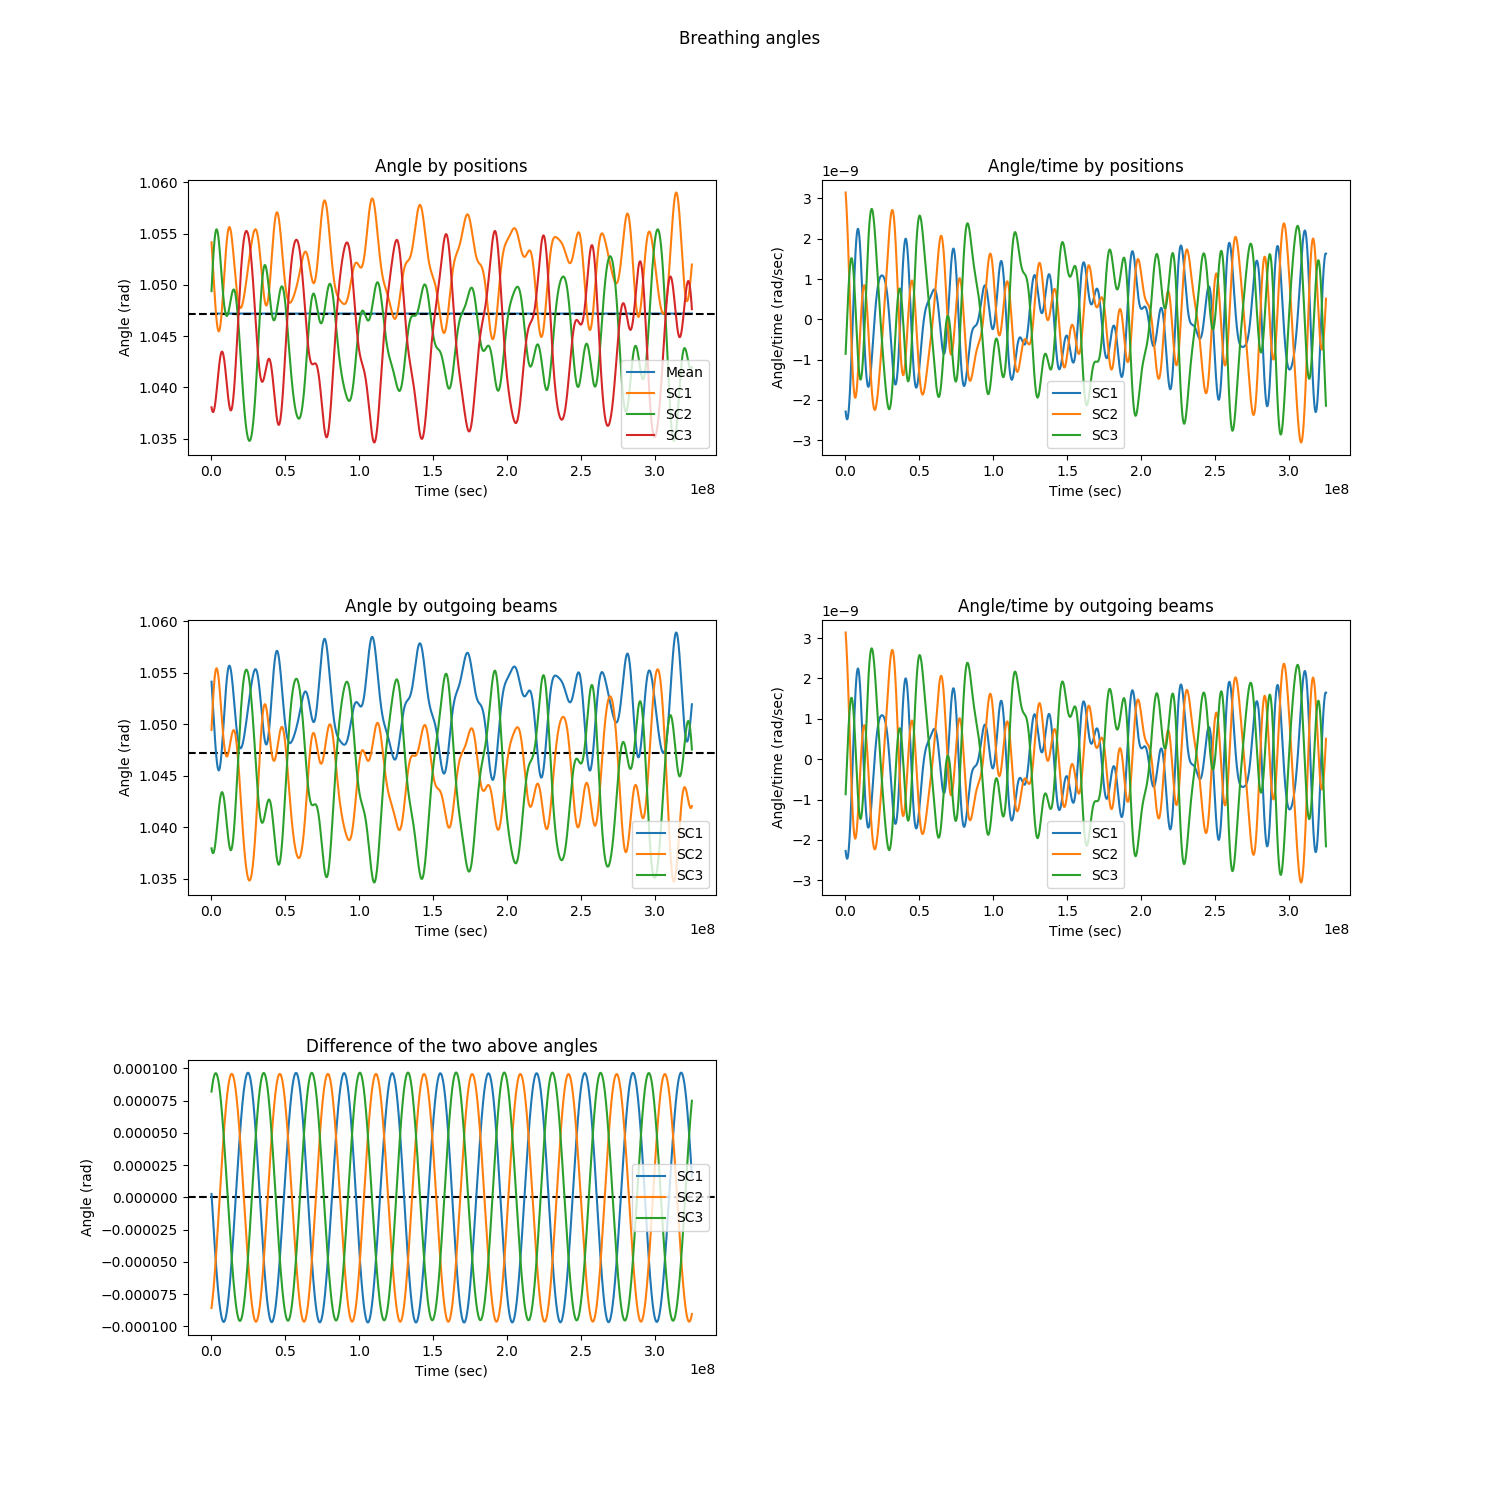 Breathing angles
Angle by positions
1.060
1.055
1.050
1.045
1.040
1.035
Angle (rad)
0.0 0.5 1.0 1.5 2.0 2.5 3.0
Time (sec)
1e8
Mean
SC1
SC2
SC3
Angle/time by positions
1e−9
3
2
1
0
−1
−2
−3
Angle/time (rad/sec)
0.0 0.5 1.0 1.5 2.0 2.5 3.0
Time (sec)
1e8
SC1
SC2
SC3
Angle by outgoing beams
1.060
1.055
1.050
1.045
1.040
1.035
Angle (rad)
0.0 0.5 1.0 1.5 2.0 2.5 3.0
Time (sec)
1e8
SC1
SC2
SC3
Angle/time by outgoing beams
1e−9
3
2
1
0
−1
−2
−3
Angle/time (rad/sec)
0.0 0.5 1.0 1.5 2.0 2.5 3.0
Time (sec)
1e8
SC1
SC2
SC3
Difference of the two above angles
0.000100
0.000075
0.000050
0.000025
0.000000
−0.000025
−0.000050
−0.000075
−0.000100
Angle (rad)
0.0 0.5 1.0 1.5 2.0 2.5 3.0
Time (sec)
1e8
SC1
SC2
SC3